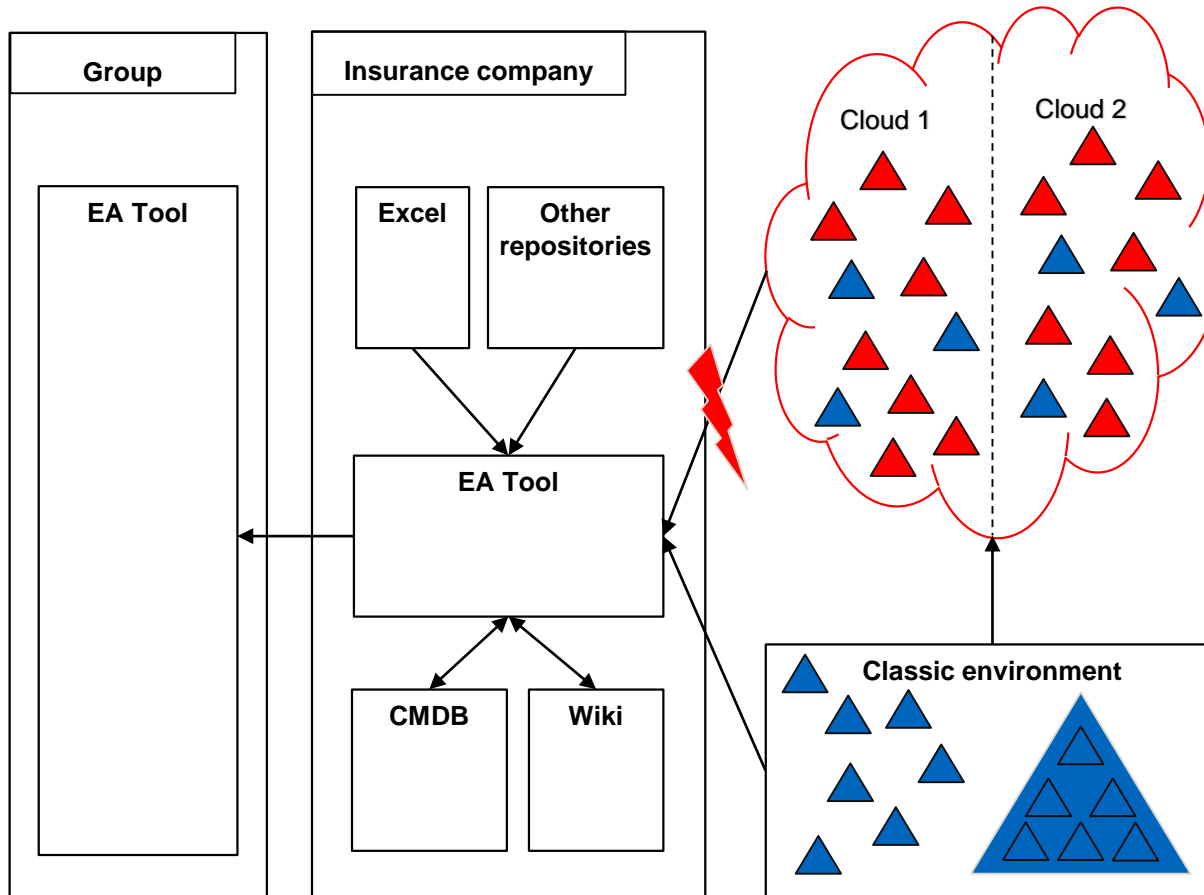 Group
Insurance company
Cloud 1
Cloud 2
EA Tool
Excel
Other
repositories
EA Tool
CMDB
Wiki
Classic environment